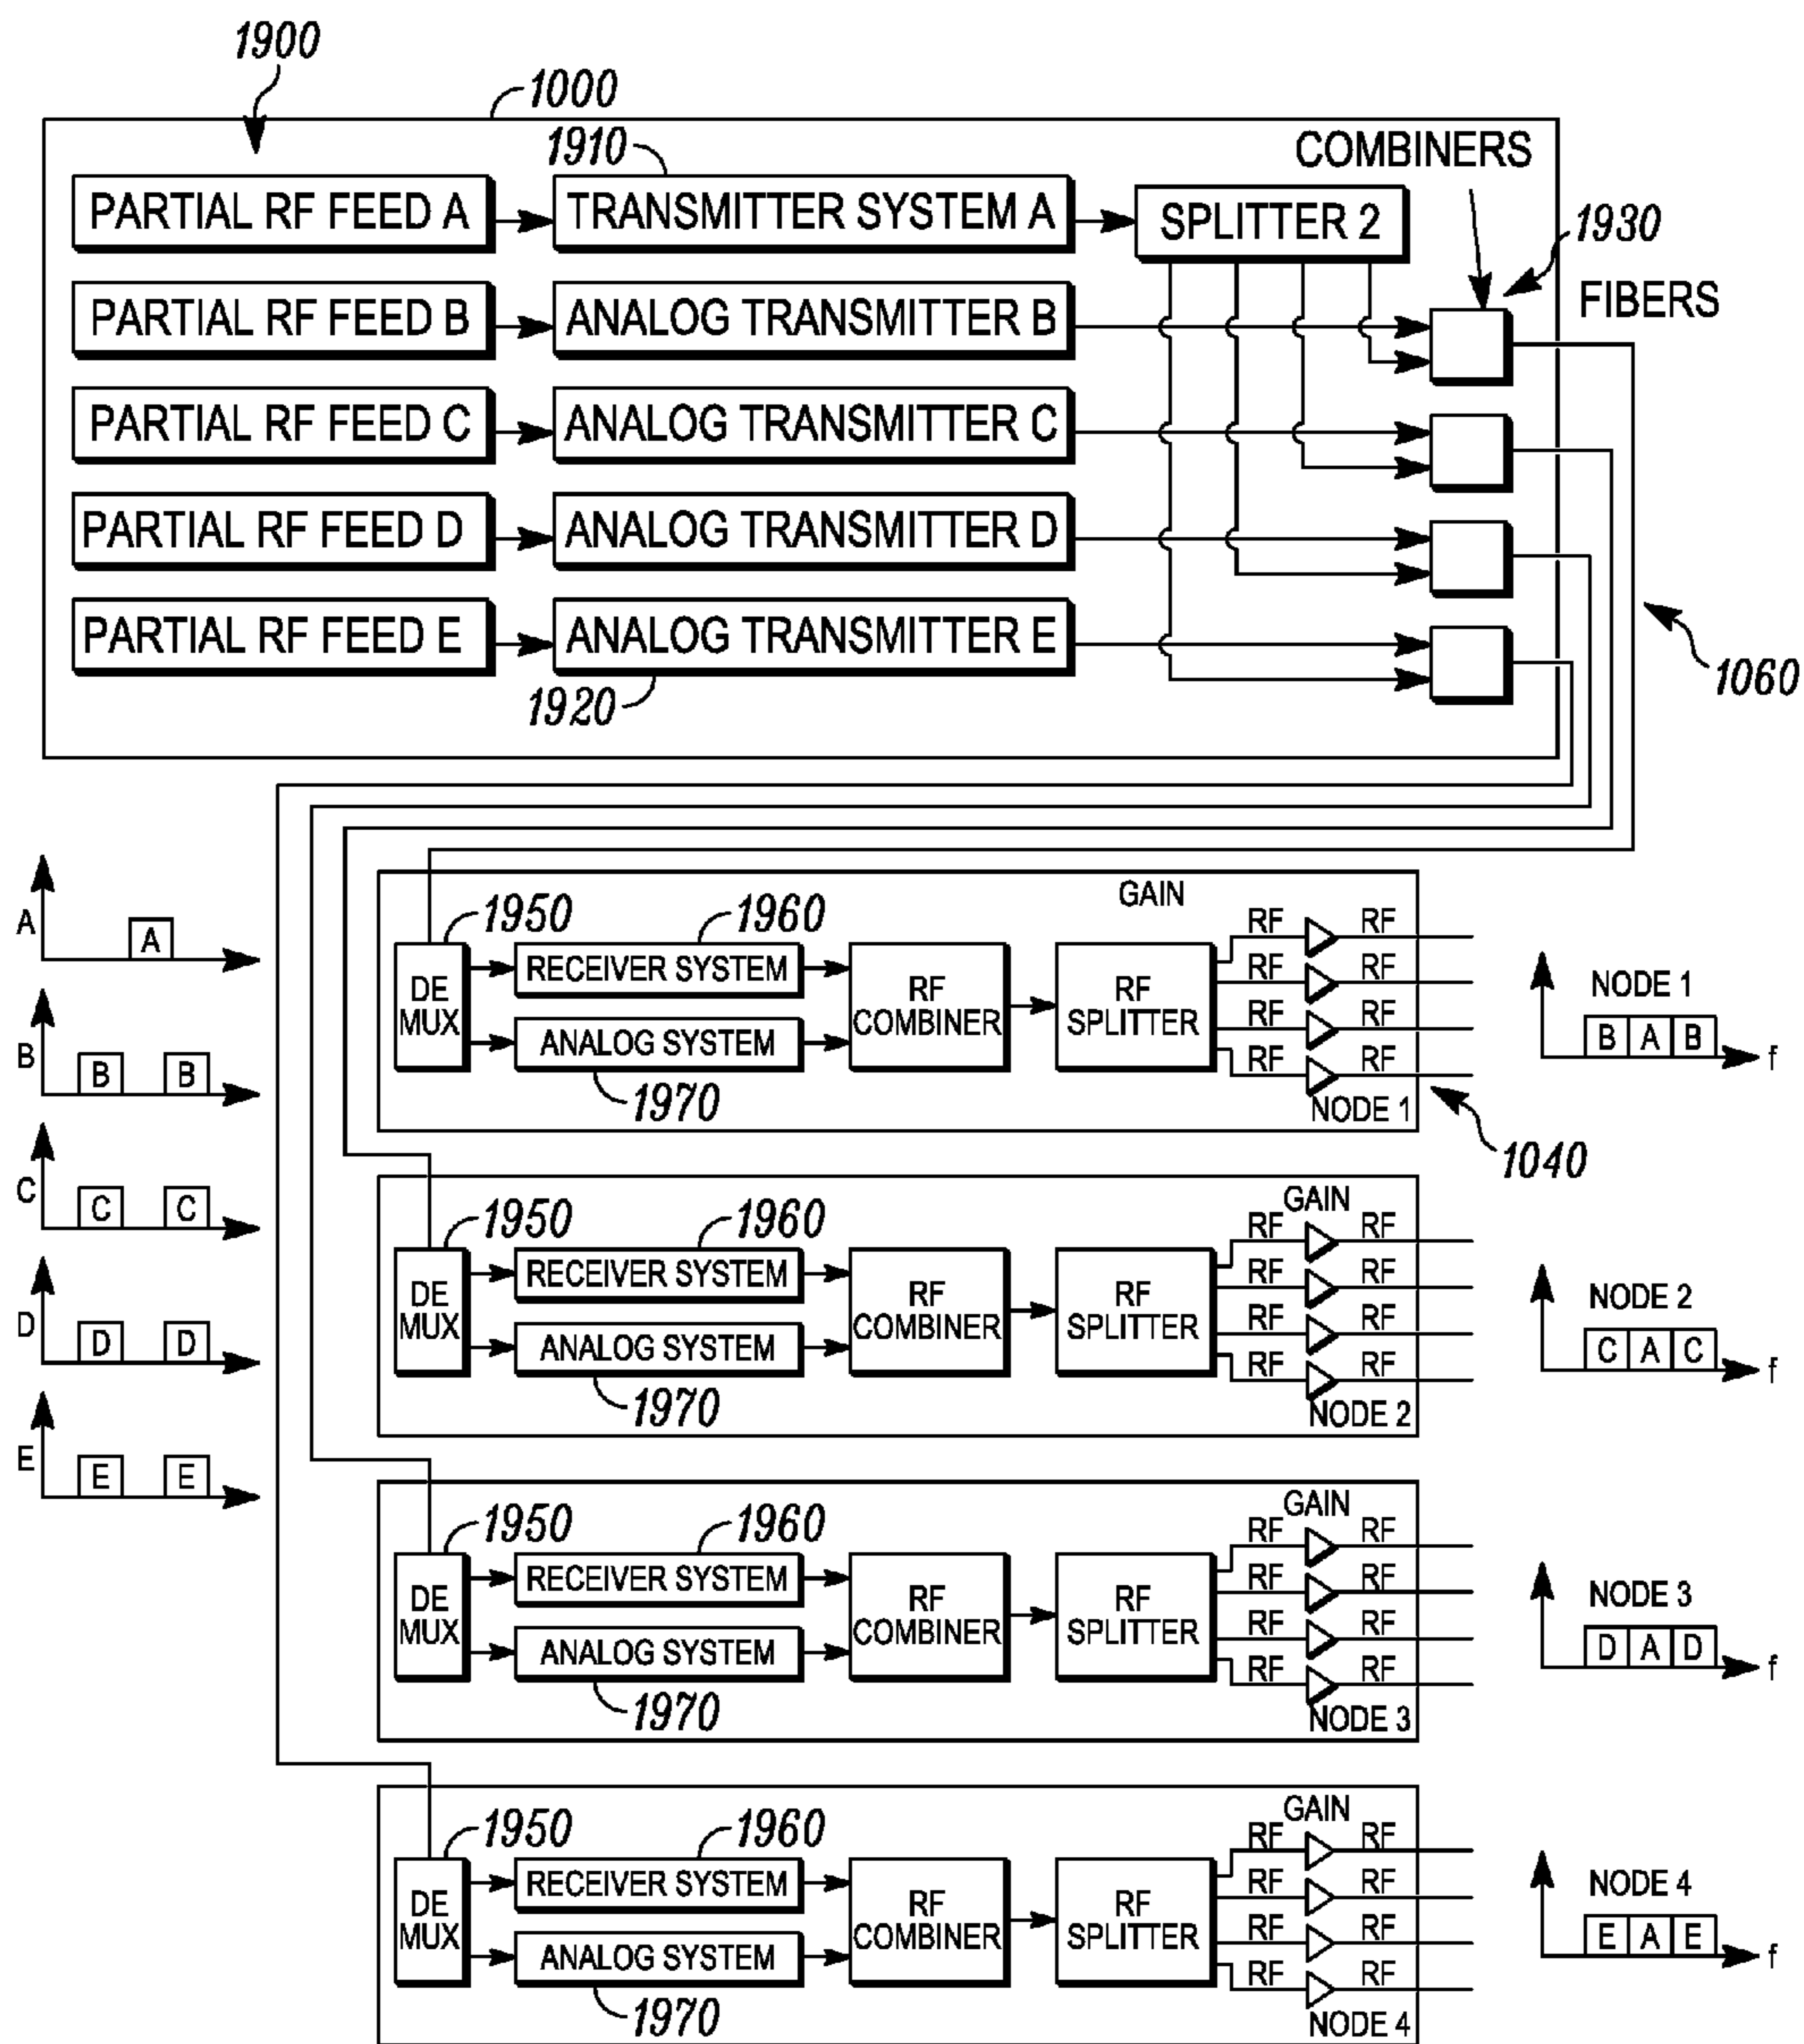 1900
1000
1910
COMBINERS
PARTIAL RF FEED A
TRANSMITTER SYSTEM A
SPLITTER 2
1930
PARTIAL RF FEED B
ANALOG TRANSMITTER B
FIBERS
PARTIAL RF FEED C
ANALOG TRANSMITTER C
PARTIAL RF FEED D
ANALOG TRANSMITTER D
PARTIAL RF FEED E
ANALOG TRANSMITTER E
1060
1920
A
A
B
B
B
C
C
C
D
D
D
E
E
E
GAIN
1950
1960
DE
MUX
RECEIVER SYSTEM
ANALOG SYSTEM
1970
RF
COMBINER
RF
SPLITTER
RF
RF
RF
RF
RF
RF
RF
RF
NODE 1
1040
NODE 1
B
A
B
f
GAIN
1950
1960
DE
MUX
RECEIVER SYSTEM
ANALOG SYSTEM
1970
RF
COMBINER
RF
SPLITTER
RF
RF
RF
RF
RF
RF
RF
RF
NODE 2
NODE 2
C
A
C
f
GAIN
1950
1960
DE
MUX
RECEIVER SYSTEM
ANALOG SYSTEM
1970
RF
COMBINER
RF
SPLITTER
RF
RF
RF
RF
RF
RF
RF
RF
NODE 3
NODE 3
D
A
D
f
GAIN
1950
1960
DE
MUX
RECEIVER SYSTEM
ANALOG SYSTEM
1970
RF
COMBINER
RF
SPLITTER
RF
RF
RF
RF
RF
RF
RF
RF
NODE 4
NODE 4
E
A
E
f